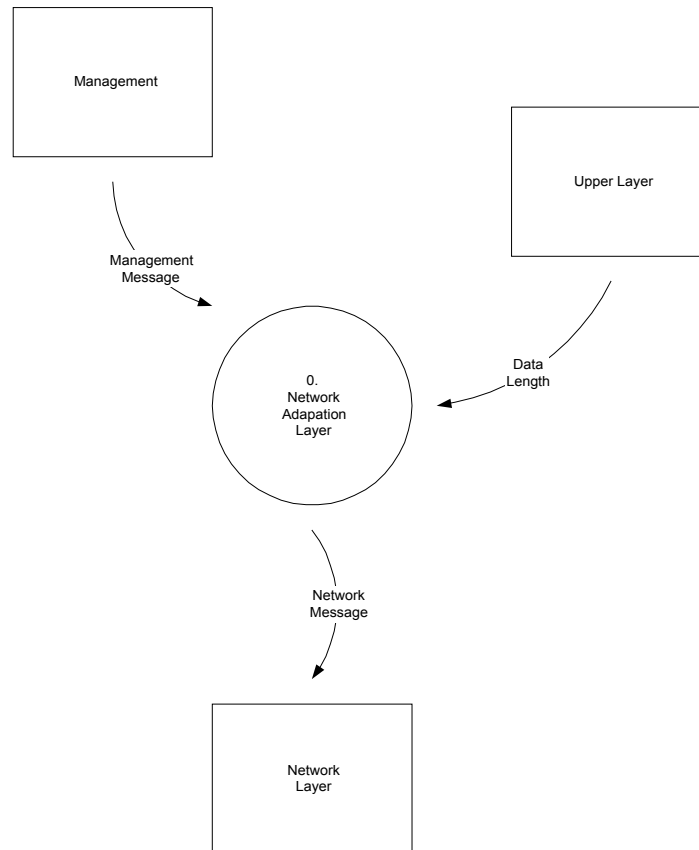 Management
Upper Layer
Management
Message
Data
Length
0.
Network
Adapation
Layer
Network
Message
Network
Layer